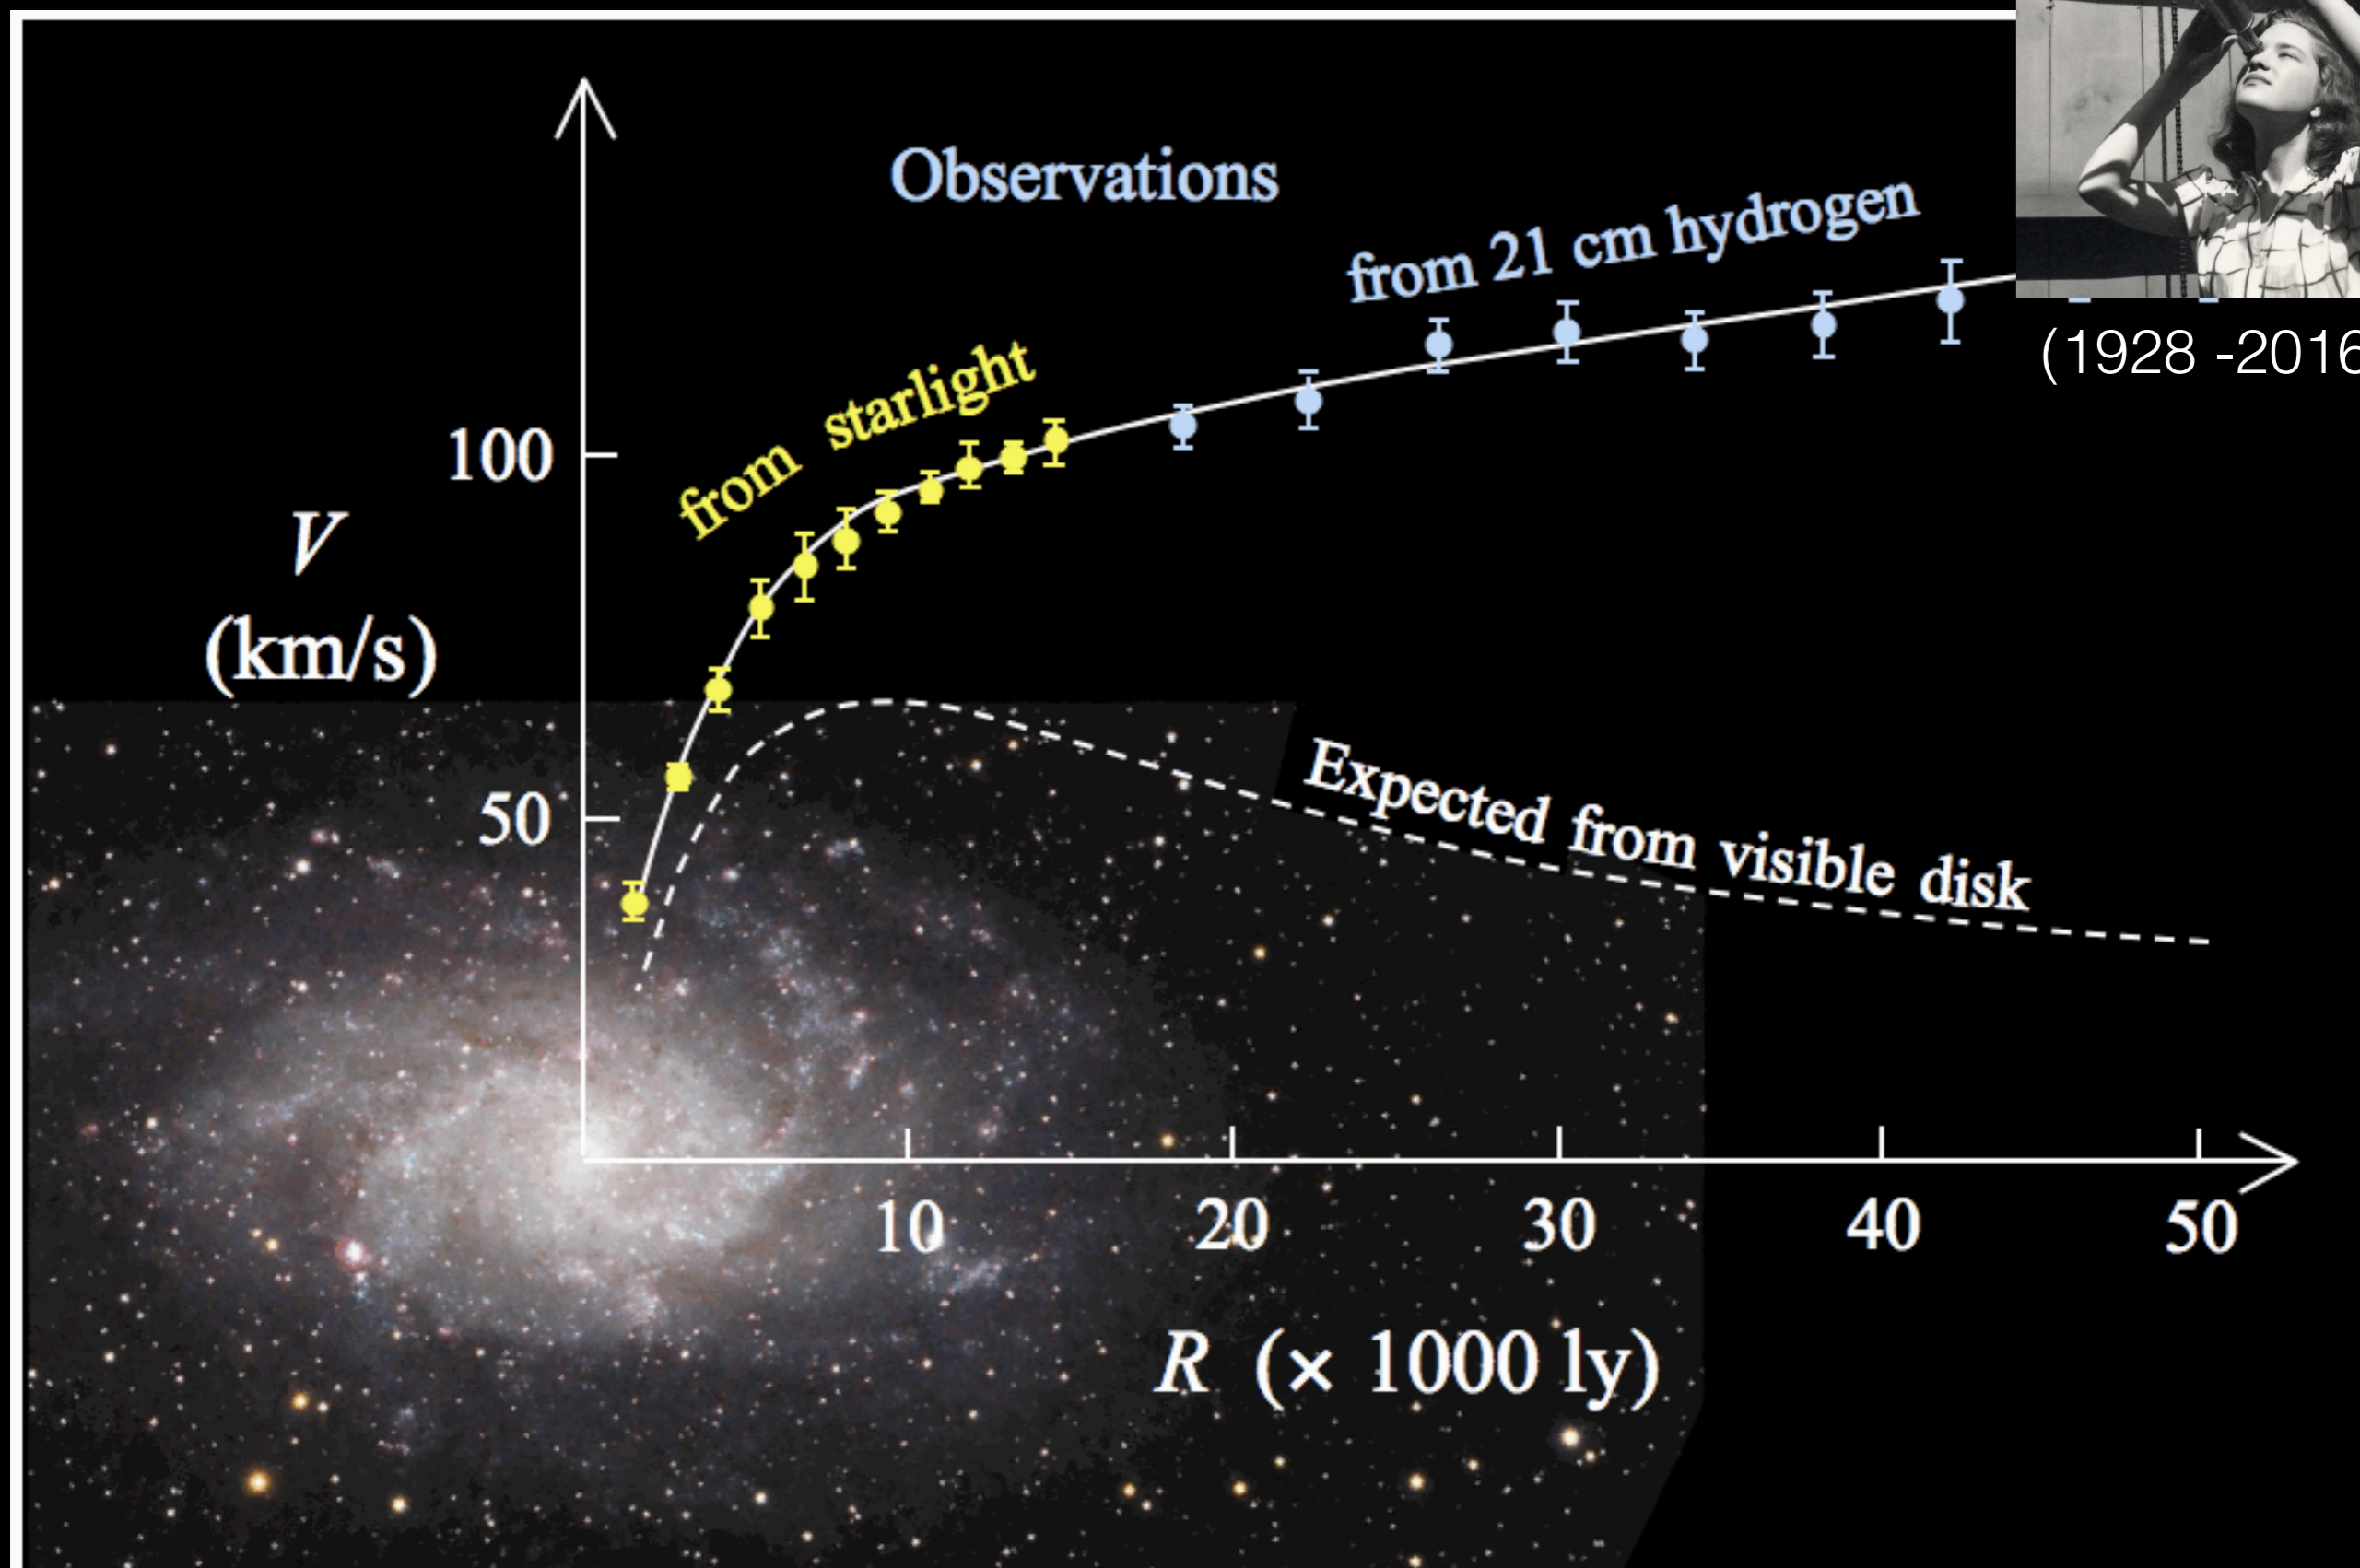 Observations
from 21 cm hydrogen
(1928 -2016
from starlight
100
V
(km/s)
50
Expected from visible disk
10
20
30
40
50
R (× 1000 ly)